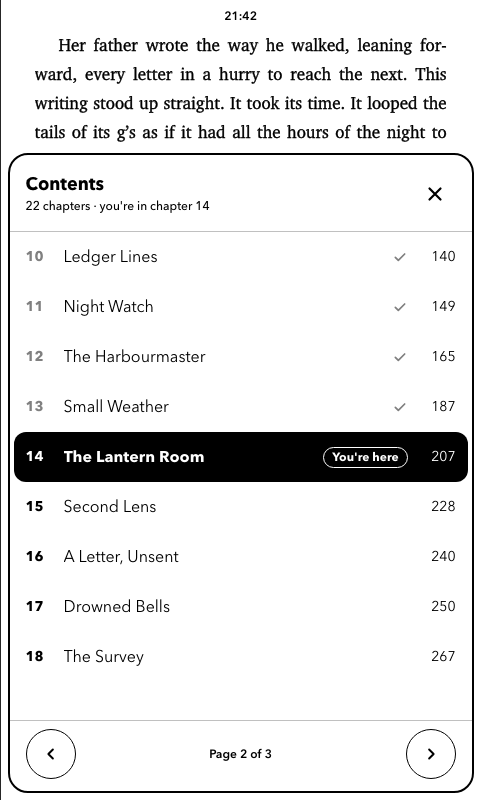 21:42
Her father wrote the way he walked, leaning for-
ward, every letter in a hurry to reach the next. This
writing stood up straight. It took its time. It looped the
tails of its g’s as if it had all the hours of the night to
Contents
22 chapters · you're in chapter 14
10 Ledger Lines 140
11 Night Watch 149
12 The Harbourmaster 165
13 Small Weather 187
14 The Lantern Room You're here 207
15 Second Lens 228
16 A Letter, Unsent 240
17 Drowned Bells 250
18 The Survey 267
Page 2 of 3